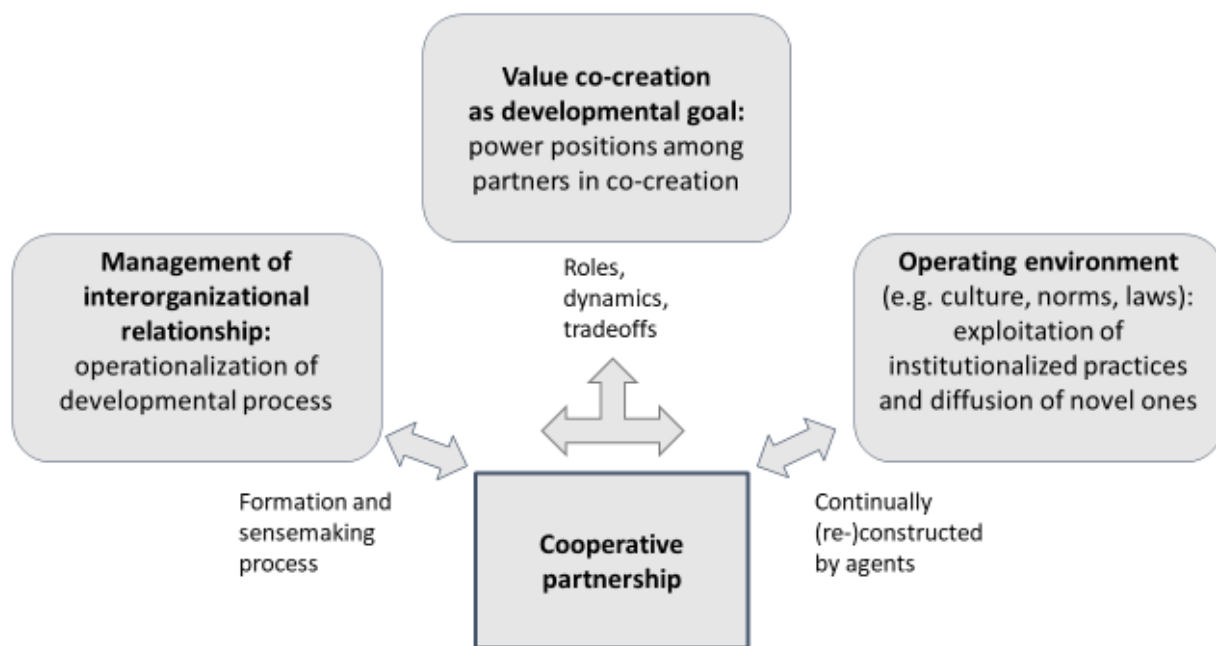 Value co-creation
as developmental goal:
power positions among
partners in co-creation
Management of
interorganizational
relationship:
operationalization of
developmental process
Roles,
dynamics,
tradeoffs
Operating environment
(e.g. culture, norms, laws):
exploitation of
institutionalized practices
and diffusion of novel ones
Formation and
sensemaking
process
Cooperative
partnership
Continually
(re-)constructed
by agents